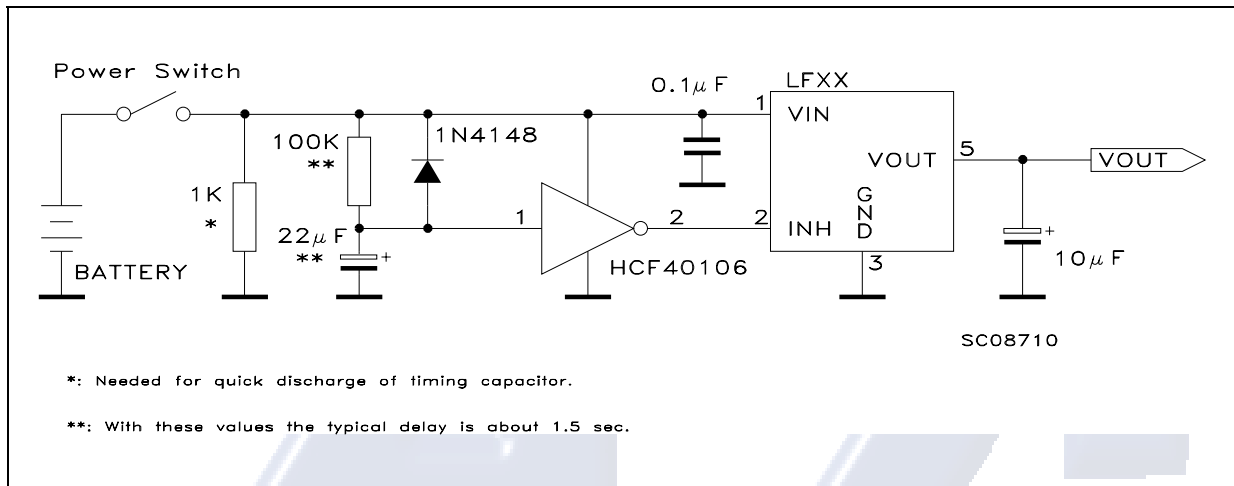 Power Switch
0.1μF
LFXX
1
VIN
100K
**
1N4148
VOUT
5
VOUT
1K
*
GND
1
2
2
INH
22μF
**
+
+
BATTERY
HCF40106
3
10μF
SC08710
*: Needed for quick discharge of timing capacitor.
**: With these values the typical delay is about 1.5 sec.